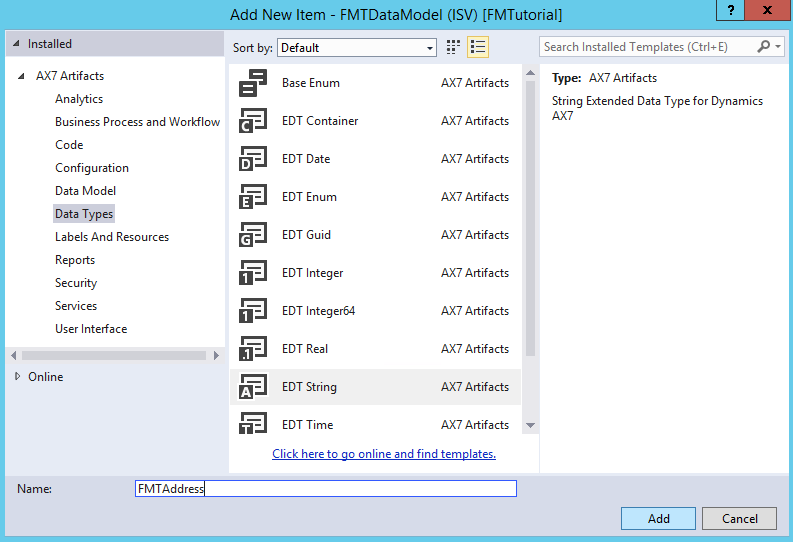 Add New Item - FMTDataModel (ISV) [FMTutorial]
?
X
Installed
Sort by: Default
Search Installed Templates (Ctrl+E)
AX7 Artifacts
Analytics
Business Process and Workflow
Code
Configuration
Data Model
Data Types
Labels And Resources
Reports
Security
Services
User Interface
Online
Base Enum AX7 Artifacts
C EDT Container AX7 Artifacts
D EDT Date AX7 Artifacts
E EDT Enum AX7 Artifacts
G EDT Guid AX7 Artifacts
1 EDT Integer AX7 Artifacts
1 EDT Integer64 AX7 Artifacts
.1 EDT Real AX7 Artifacts
A EDT String AX7 Artifacts
T EDT Time AX7 Artifacts
Click here to go online and find templates.
Type: AX7 Artifacts
String Extended Data Type for Dynamics
AX7
Name: FMTAddress
Add
Cancel